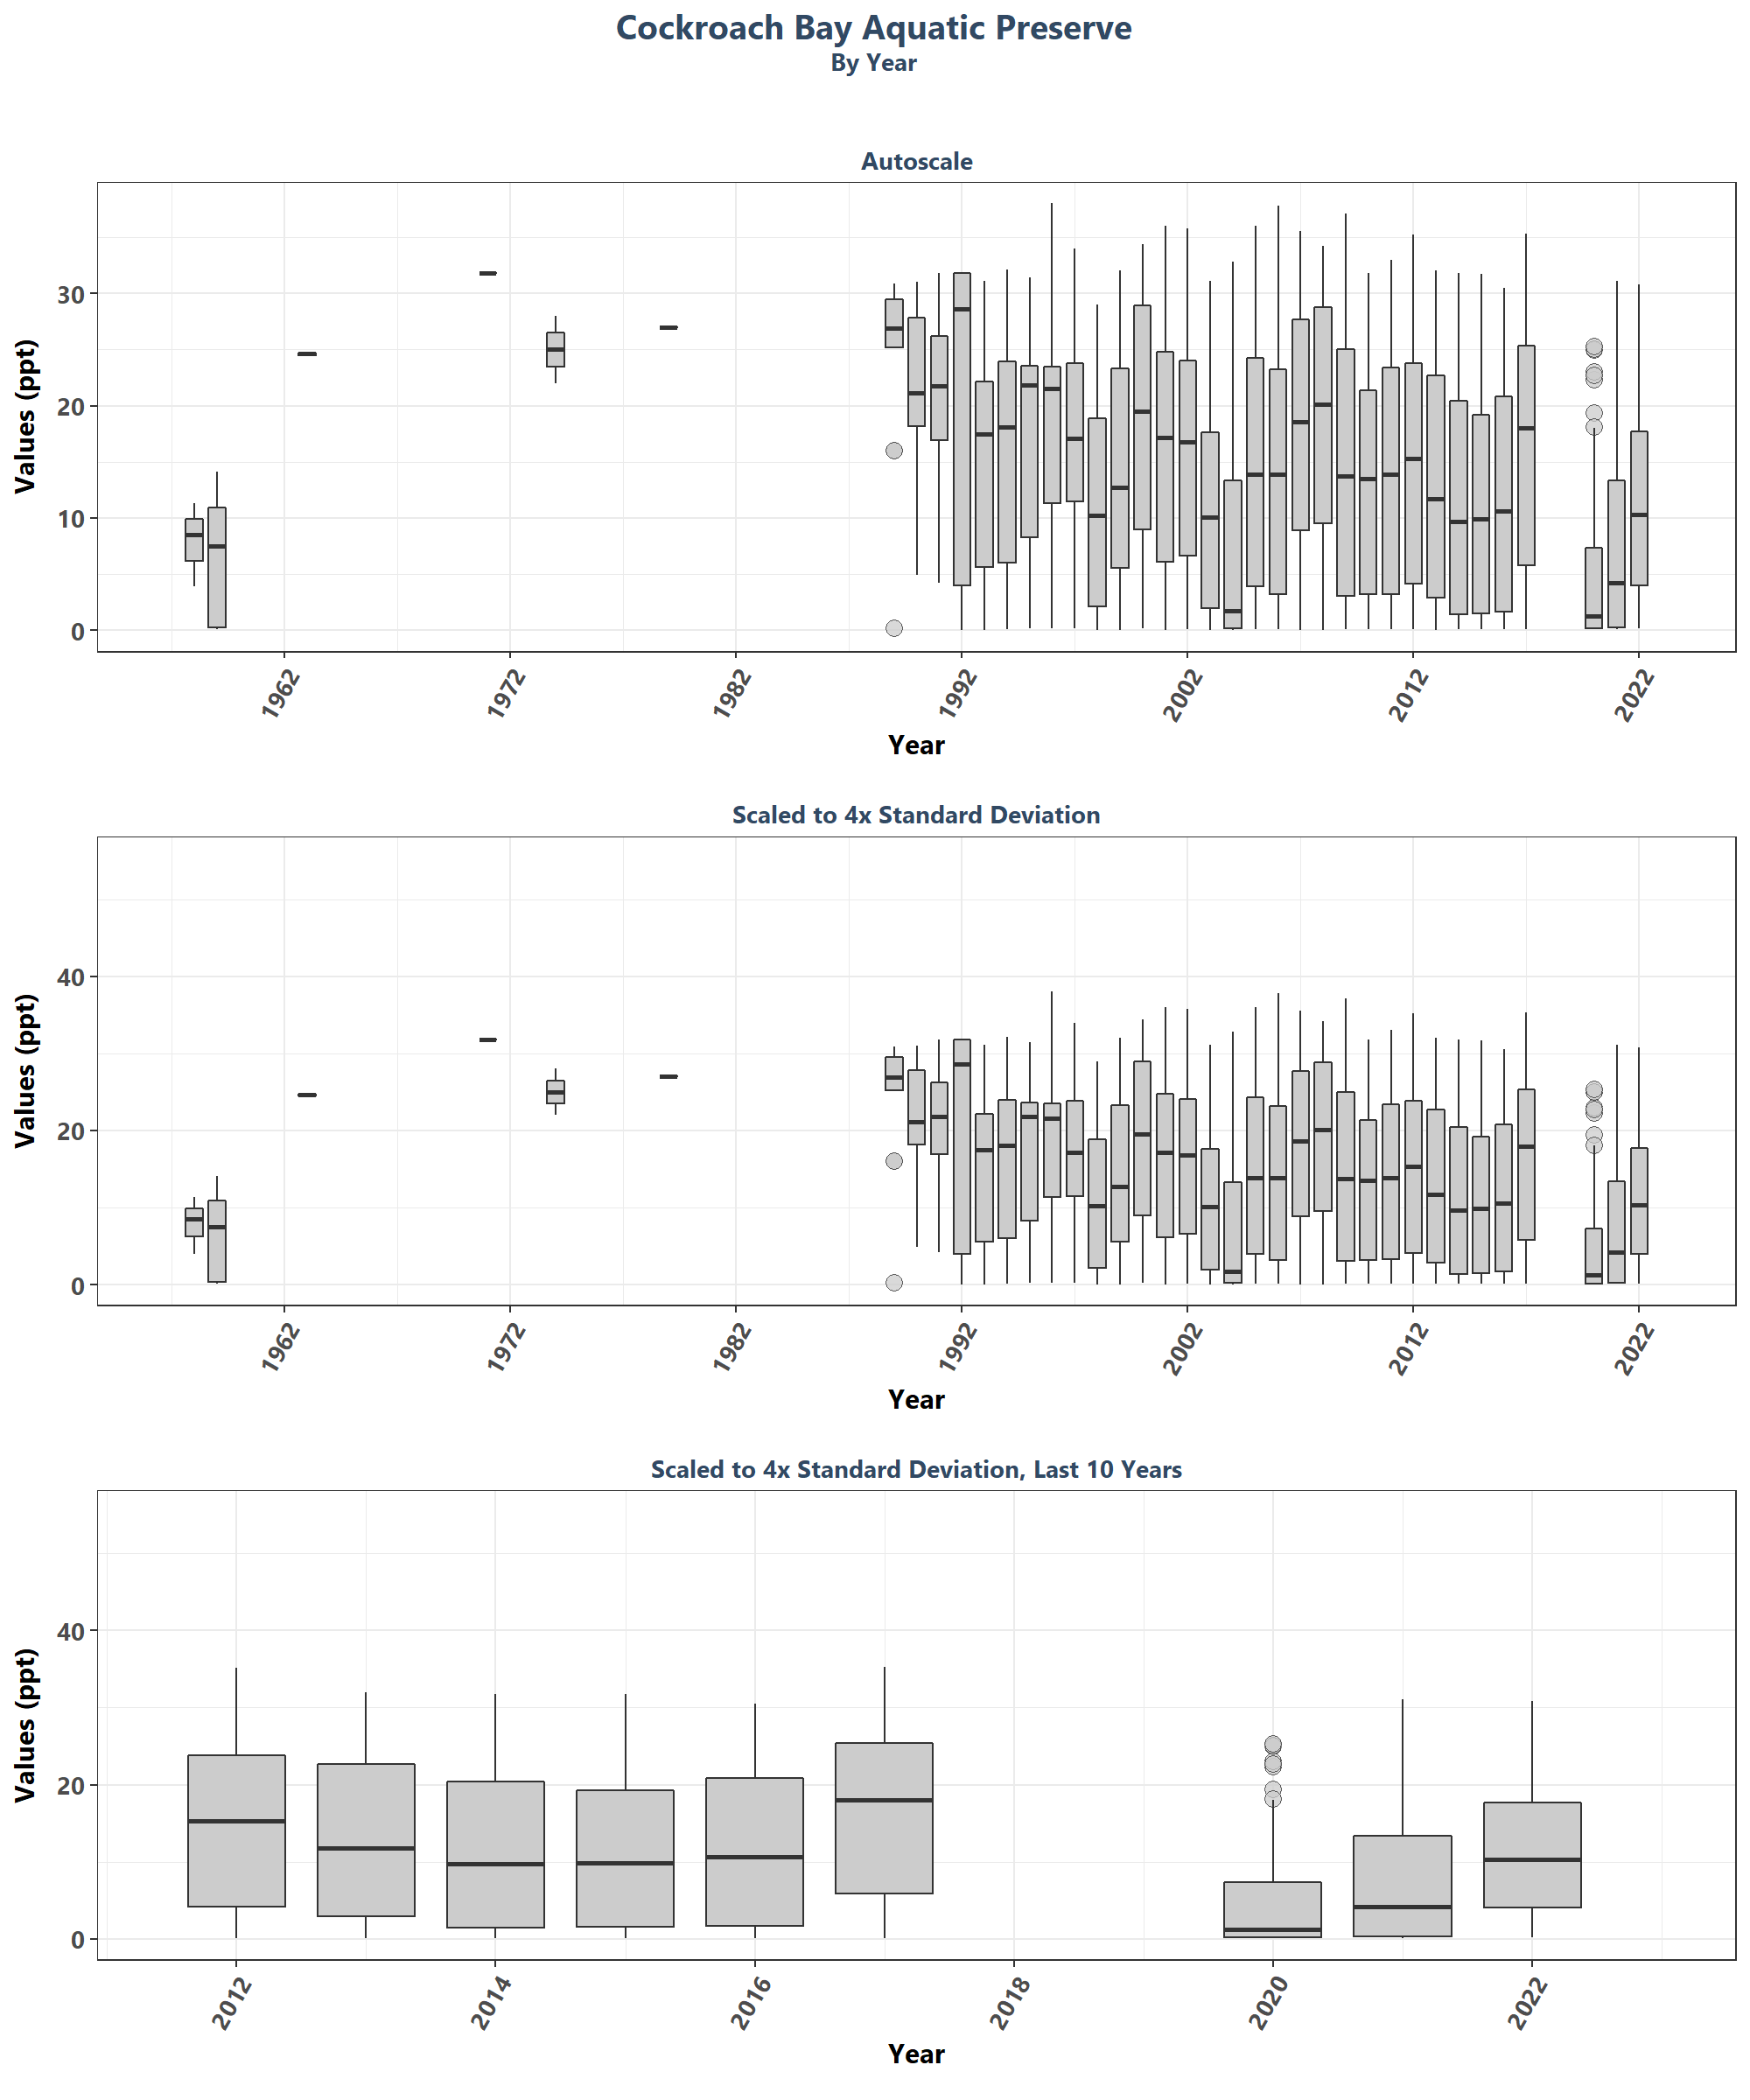 Cockroach Bay Aquatic Preserve
By Year
Autoscale
Values (ppt)
30
20
10
0
1962 1972 1982 1992 2002 2012 2022
Year
Scaled to 4x Standard Deviation
Values (ppt)
40
20
0
1962 1972 1982 1992 2002 2012 2022
Year
Scaled to 4x Standard Deviation, Last 10 Years
Values (ppt)
40
20
0
2012 2014 2016 2018 2020 2022
Year